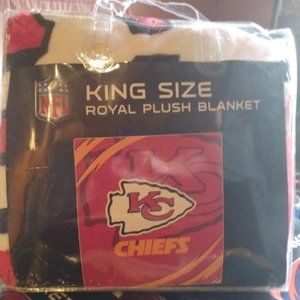 NFL
KING SIZE
ROYAL PLUSH BLANKET
KC
CHIEFS